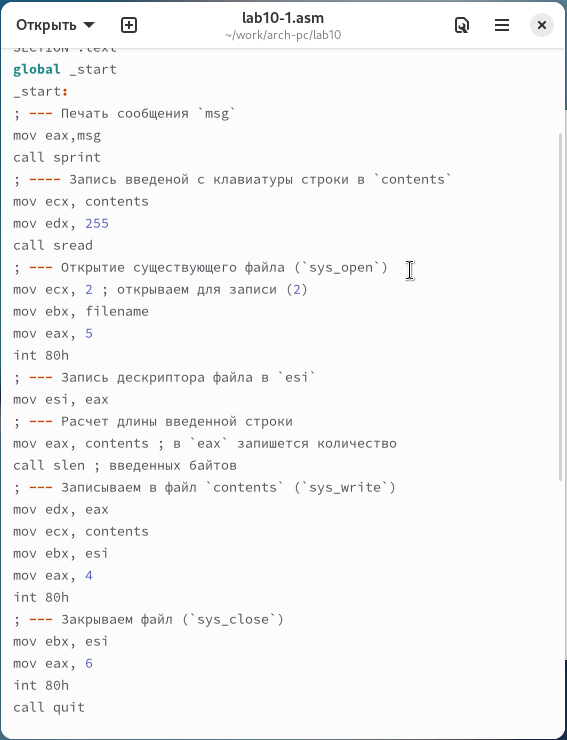 Открыть
lab10-1.asm
~/work/arch-pc/lab10
SECTION .text
global _start
_start:
; --- Печать сообщения `msg`
mov eax,msg
call sprint
; ---- Запись введеной с клавиатуры строки в `contents`
mov ecx, contents
mov edx, 255
call sread
; --- Открытие существующего файла (`sys_open`)
mov ecx, 2 ; открываем для записи (2)
mov ebx, filename
mov eax, 5
int 80h
; --- Запись дескриптора файла в `esi`
mov esi, eax
; --- Расчет длины введенной строки
mov eax, contents ; в `eax` запишется количество
call slen ; введенных байтов
; --- Записываем в файл `contents` (`sys_write`)
mov edx, eax
mov ecx, contents
mov ebx, esi
mov eax, 4
int 80h
; --- Закрываем файл (`sys_close`)
mov ebx, esi
mov eax, 6
int 80h
call quit